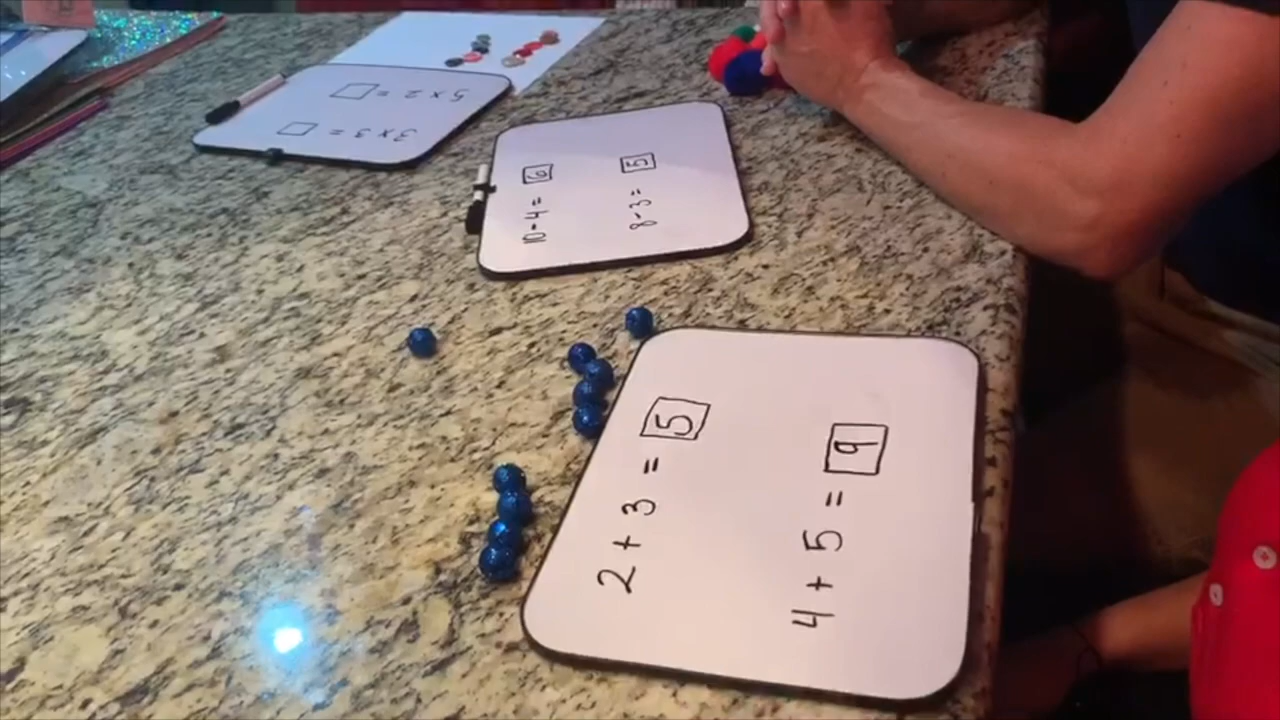 2 + 3 = 5
4 + 5 = 9
10 - 4 = 6
8 - 3 = 5
5 x 2 =
3 x 3 =